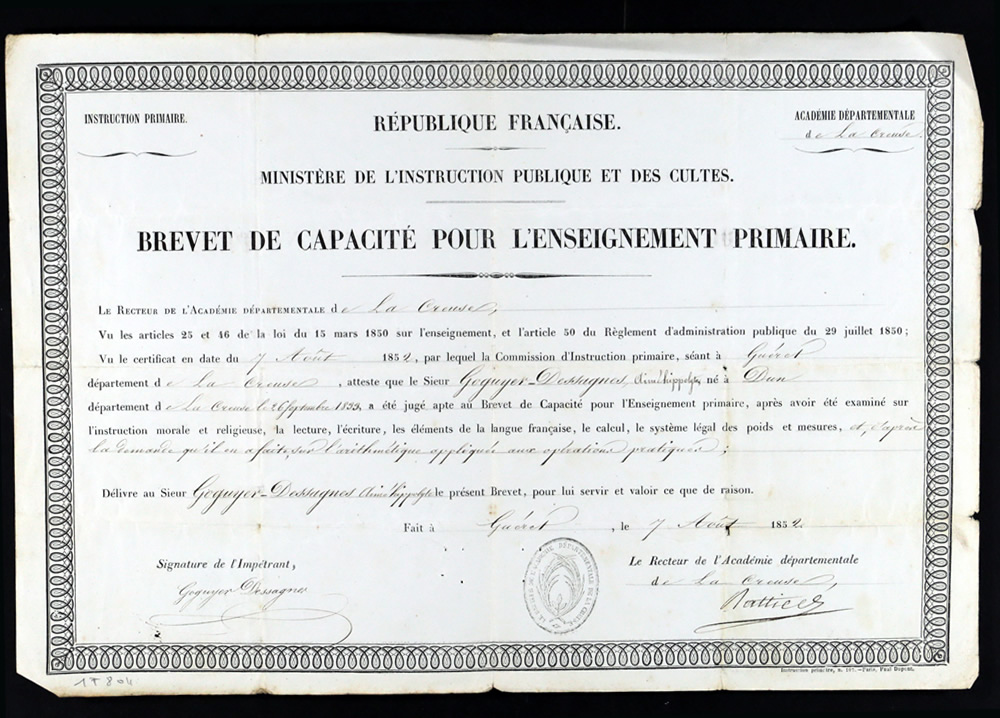 INSTRUCTION PRIMAIRE.
RÉPUBLIQUE FRANÇAISE.
ACADÉMIE DÉPARTEMENTALE
de La Creuse.
MINISTÈRE DE L'INSTRUCTION PUBLIQUE ET DES CULTES.
BREVET DE CAPACITÉ POUR L'ENSEIGNEMENT PRIMAIRE.
LE RECTEUR DE L'ACADÉMIE DÉPARTEMENTALE de La Creuse,
Vu les articles 25 et 46 de la loi du 15 mars 1850 sur l'enseignement, et l'article 50 du Règlement d'administration publique du 29 juillet 1850;
Vu le certificat en date du 7 Août 1852, par lequel la Commission d'Instruction primaire, séant à Guéret
département de La Creuse, atteste que le Sieur Goguyer-Dessagnes, Aimé hippolyte, né à Dun
département de La Creuse le 26 Septembre 1833, a été jugé apte au Brevet de Capacité pour l'Enseignement primaire, après avoir été examiné sur
l'instruction morale et religieuse, la lecture, l'écriture, les éléments de la langue française, le calcul, le système légal des poids et mesures, et, d'après
la demande qu'il en a faite, sur l'arithmétique appliquée aux opérations pratiques;
Délivre au Sieur Goguyer-Dessagnes Aimé hippolyte le présent Brevet, pour lui servir et valoir ce que de raison.
Fait à Guéret, le 7 Août 1852.
Signature de l'Impétrant,
Goguyer Dessagnes
Le Recteur de l'Académie départementale
de La Creuse,
Instruction primaire, n. 107.—Paris, Paul Dupont.
1T804